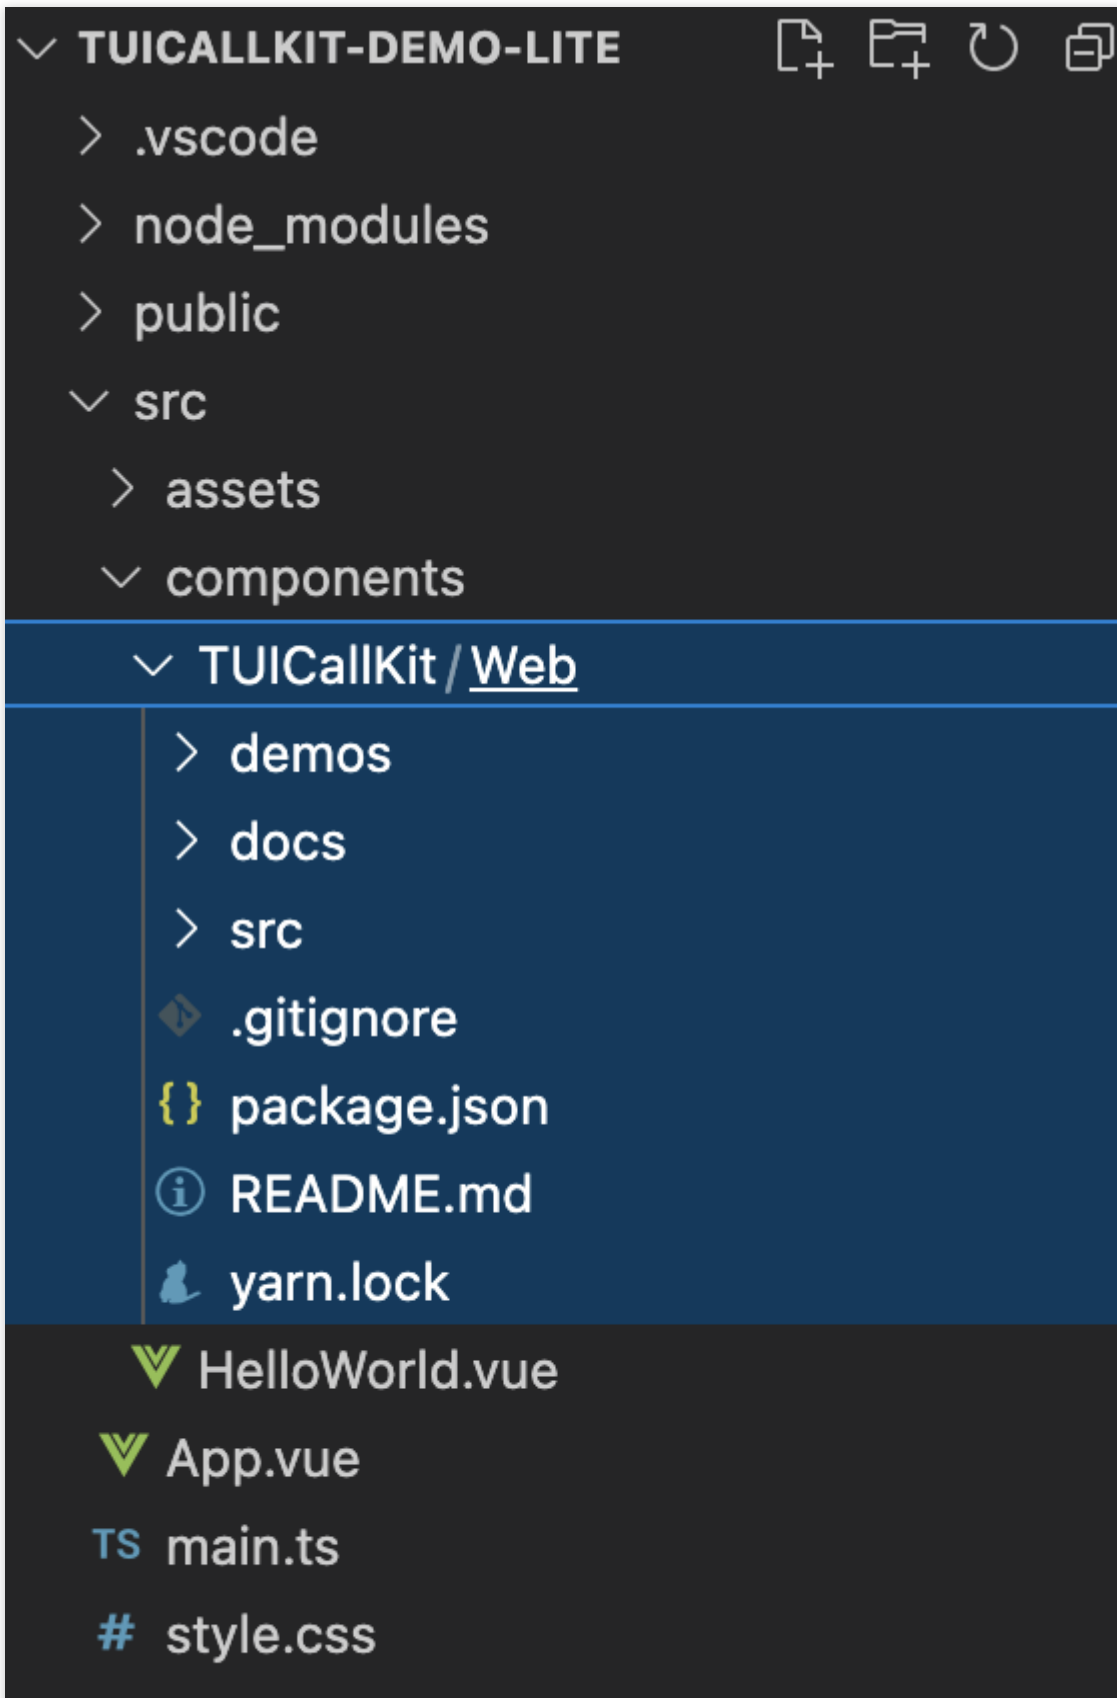 TUICALLKIT-DEMO-LITE
.vscode
node_modules
public
src
assets
components
TUICallKit / Web
demos
docs
src
.gitignore
{} package.json
README.md
yarn.lock
HelloWorld.vue
App.vue
TS main.ts
# style.css